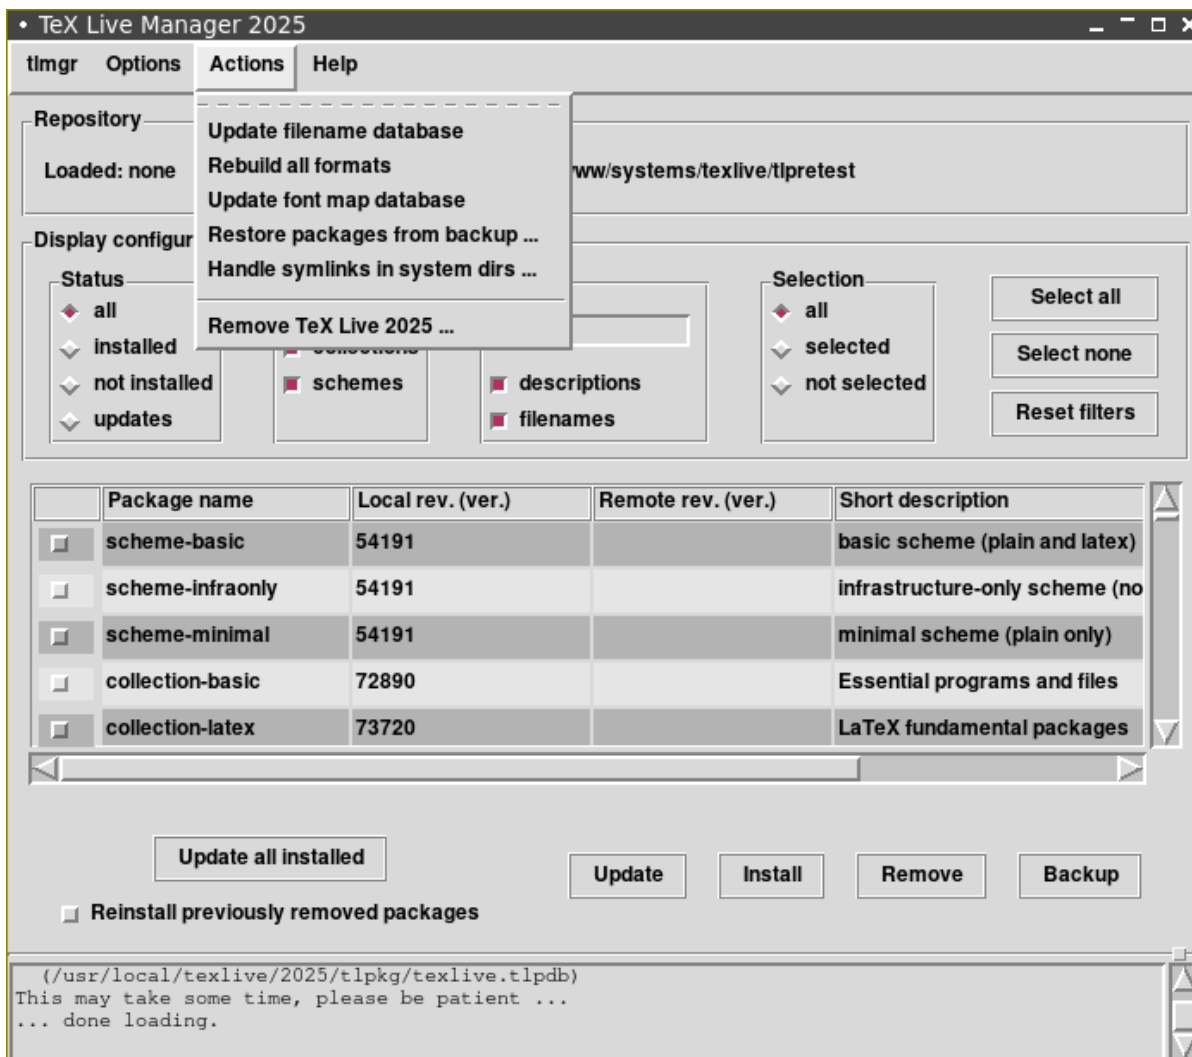 TeX Live Manager 2025
tlmgr Options Actions Help
Repository
Loaded: none
ww/systems/texlive/tlpretest
Update filename database
Rebuild all formats
Update font map database
Restore packages from backup ...
Handle symlinks in system dirs ...
Remove TeX Live 2025 ...
Display configur
Status
all
installed
not installed
updates
collections
schemes
descriptions
filenames
Selection
all
selected
not selected
Select all
Select none
Reset filters
Package name Local rev. (ver.) Remote rev. (ver.) Short description
scheme-basic 54191 basic scheme (plain and latex)
scheme-infraonly 54191 infrastructure-only scheme (no
scheme-minimal 54191 minimal scheme (plain only)
collection-basic 72890 Essential programs and files
collection-latex 73720 LaTeX fundamental packages
Update all installed
Reinstall previously removed packages
Update Install Remove Backup
(/usr/local/texlive/2025/tlpkg/texlive.tlpdb)
This may take some time, please be patient ...
... done loading.